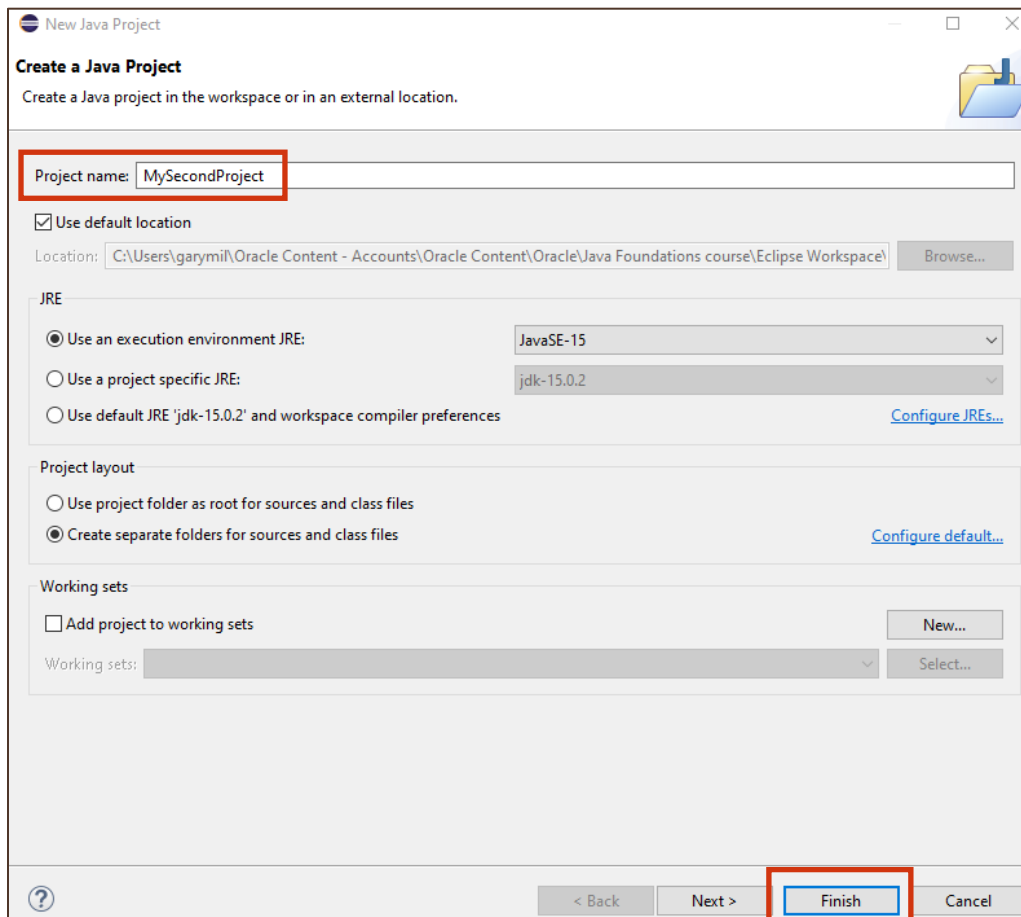 New Java Project
Create a Java Project
Create a Java project in the workspace or in an external location.
Project name: MySecondProject
Use default location
Location: C:\Users\garymil\Oracle Content - Accounts\Oracle Content\Oracle\Java Foundations course\Eclipse Workspace\ Browse...
JRE
Use an execution environment JRE: JavaSE-15
Use a project specific JRE: jdk-15.0.2
Use default JRE 'jdk-15.0.2' and workspace compiler preferences Configure JREs...
Project layout
Use project folder as root for sources and class files
Create separate folders for sources and class files Configure default...
Working sets
Add project to working sets New...
Working sets: Select...
? < Back Next > Finish Cancel